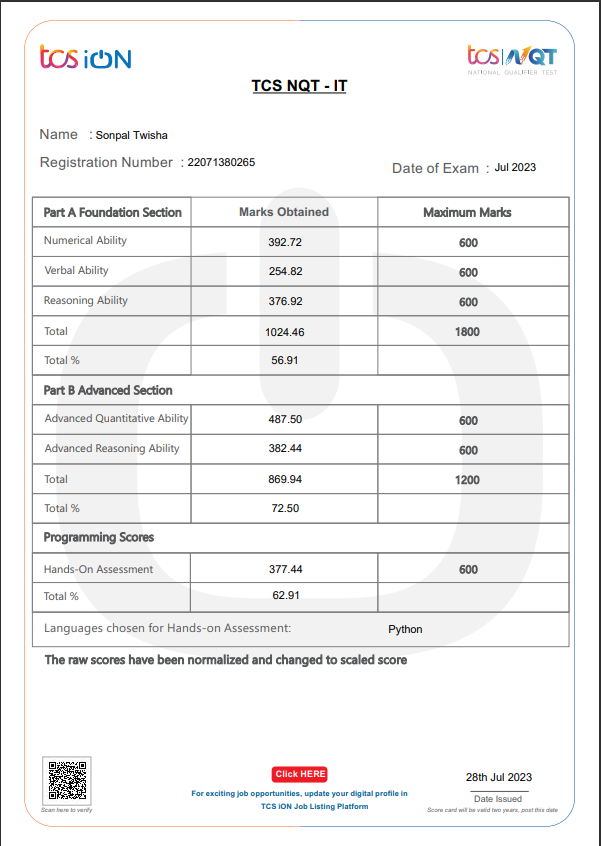 tcs iON
tcs|NQT
NATIONAL QUALIFIER TEST
TCS NQT - IT
Name : Sonpal Twisha
Registration Number : 22071380265
Date of Exam : Jul 2023
Part A Foundation Section Marks Obtained Maximum Marks
Numerical Ability 392.72 600
Verbal Ability 254.82 600
Reasoning Ability 376.92 600
Total 1024.46 1800
Total % 56.91
Part B Advanced Section
Advanced Quantitative Ability 487.50 600
Advanced Reasoning Ability 382.44 600
Total 869.94 1200
Total % 72.50
Programming Scores
Hands-On Assessment 377.44 600
Total % 62.91
Languages chosen for Hands-on Assessment: Python
The raw scores have been normalized and changed to scaled score
Click HERE
For exciting job opportunities, update your digital profile in
TCS iON Job Listing Platform
Scan here to verify
28th Jul 2023
Date Issued
Score card will be valid two years, post this date